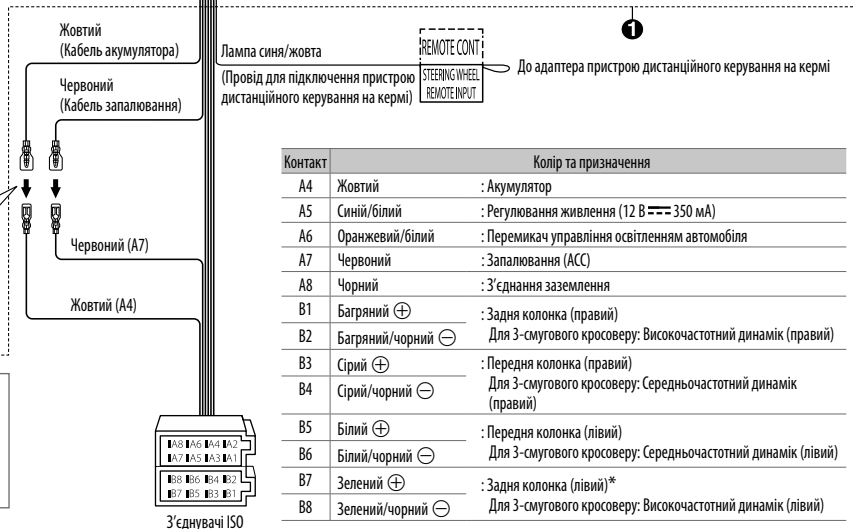 ❶
Жовтий
(Кабель акумулятора)
Червоний
(Кабель запалювання)
Лампа синя/жовта
(Провід для підключення пристрою
дистанційного керування на кермі)
REMOTE CONT
STEERING WHEEL
REMOTE INPUT
До адаптера пристрою дистанційного керування на кермі
Червоний (A7)
Жовтий (A4)
A8 A6 A4 A2
A7 A5 A3 A1
B8 B6 B4 B2
B7 B5 B3 B1
З’єднувачі ISO
Контакт Колір та призначення
A4 Жовтий : Акумулятор
A5 Синій/білий : Регулювання живлення (12 В ⎓ 350 мА)
A6 Оранжевий/білий : Перемикач управління освітленням автомобіля
A7 Червоний : Запалювання (ACC)
A8 Чорний : З’єднання заземлення
B1 Багряний ⊕ : Задня колонка (правий)
B2 Багряний/чорний ⊖ Для 3-смугового кросоверу: Високочастотний динамік (правий)
B3 Сірий ⊕ : Передня колонка (правий)
B4 Сірий/чорний ⊖ Для 3-смугового кросоверу: Середньочастотний динамік
(правий)
B5 Білий ⊕ : Передня колонка (лівий)
B6 Білий/чорний ⊖ Для 3-смугового кросоверу: Середньочастотний динамік (лівий)
B7 Зелений ⊕ : Задня колонка (лівий)*
B8 Зелений/чорний ⊖ Для 3-смугового кросоверу: Високочастотний динамік (лівий)